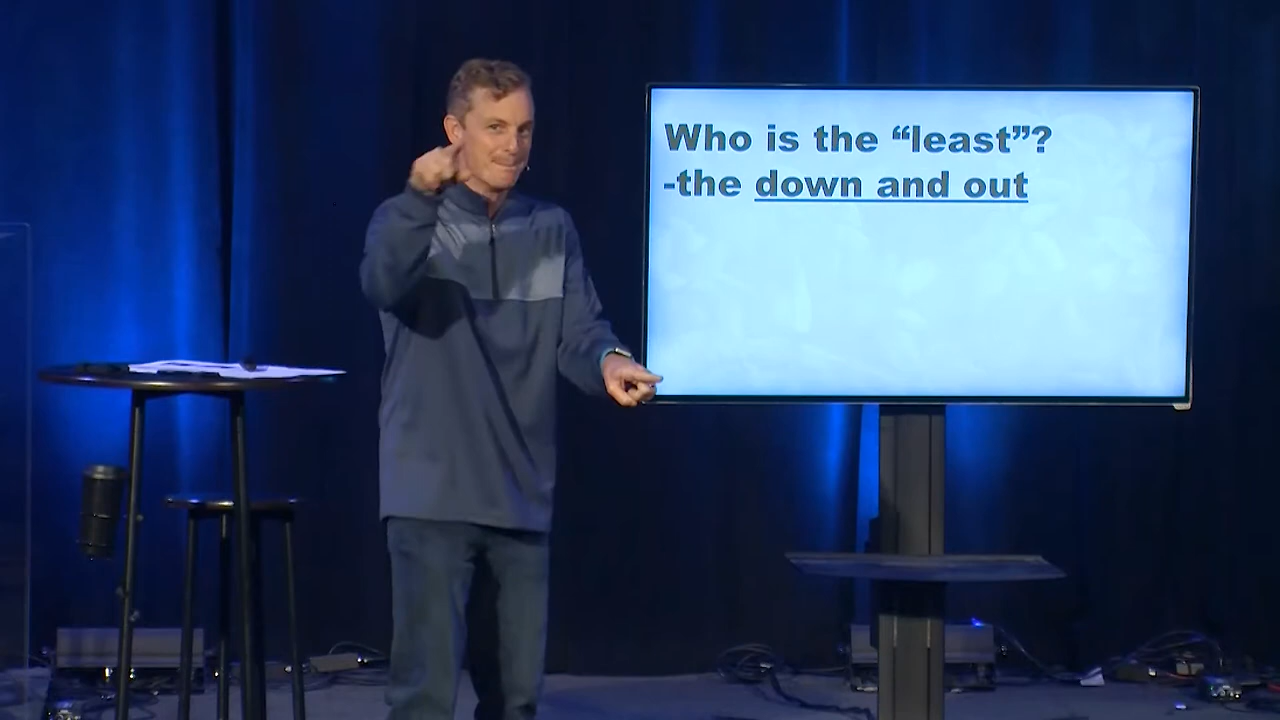 Who is the “least”?
-the down and out